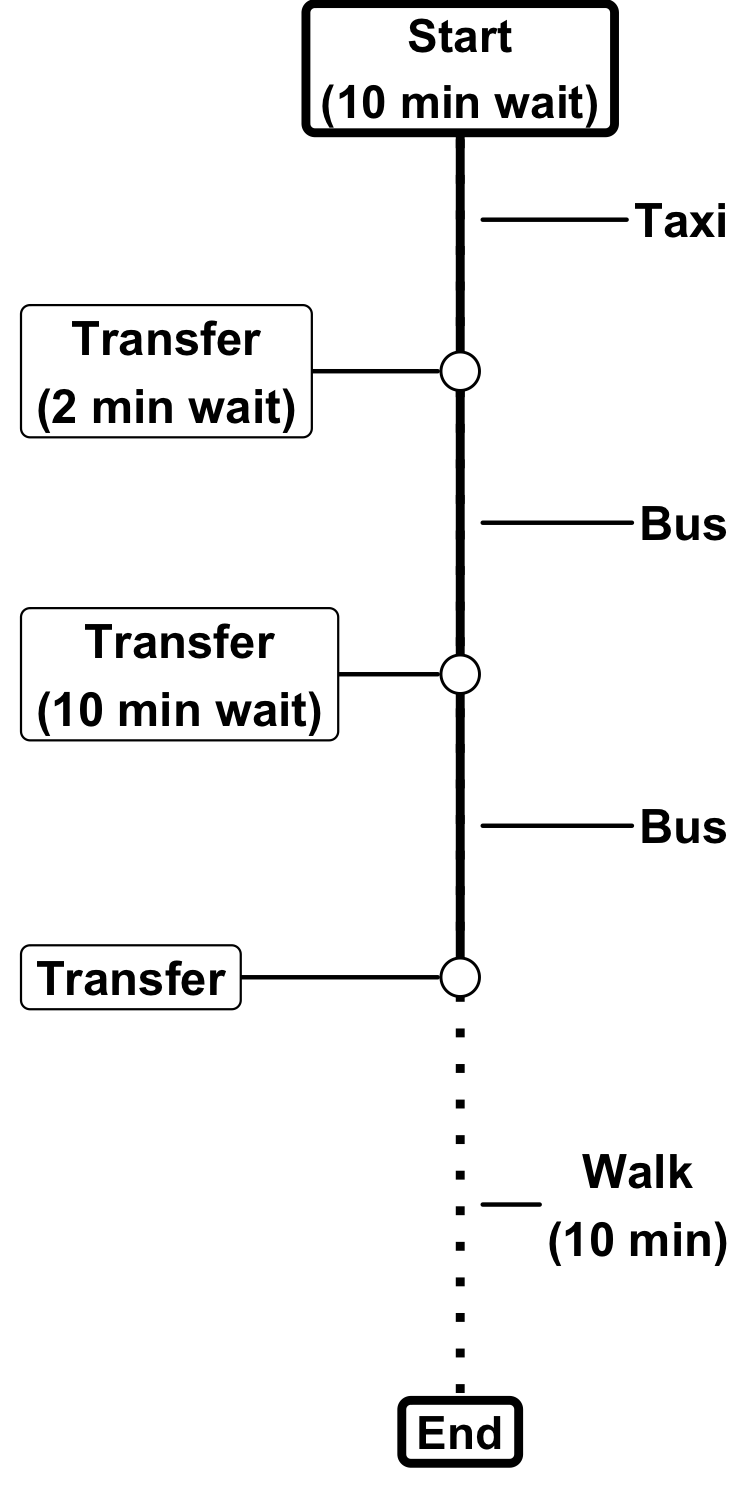 Start
(10 min wait)
Taxi
Transfer
(2 min wait)
Bus
Transfer
(10 min wait)
Bus
Transfer
Walk
(10 min)
End